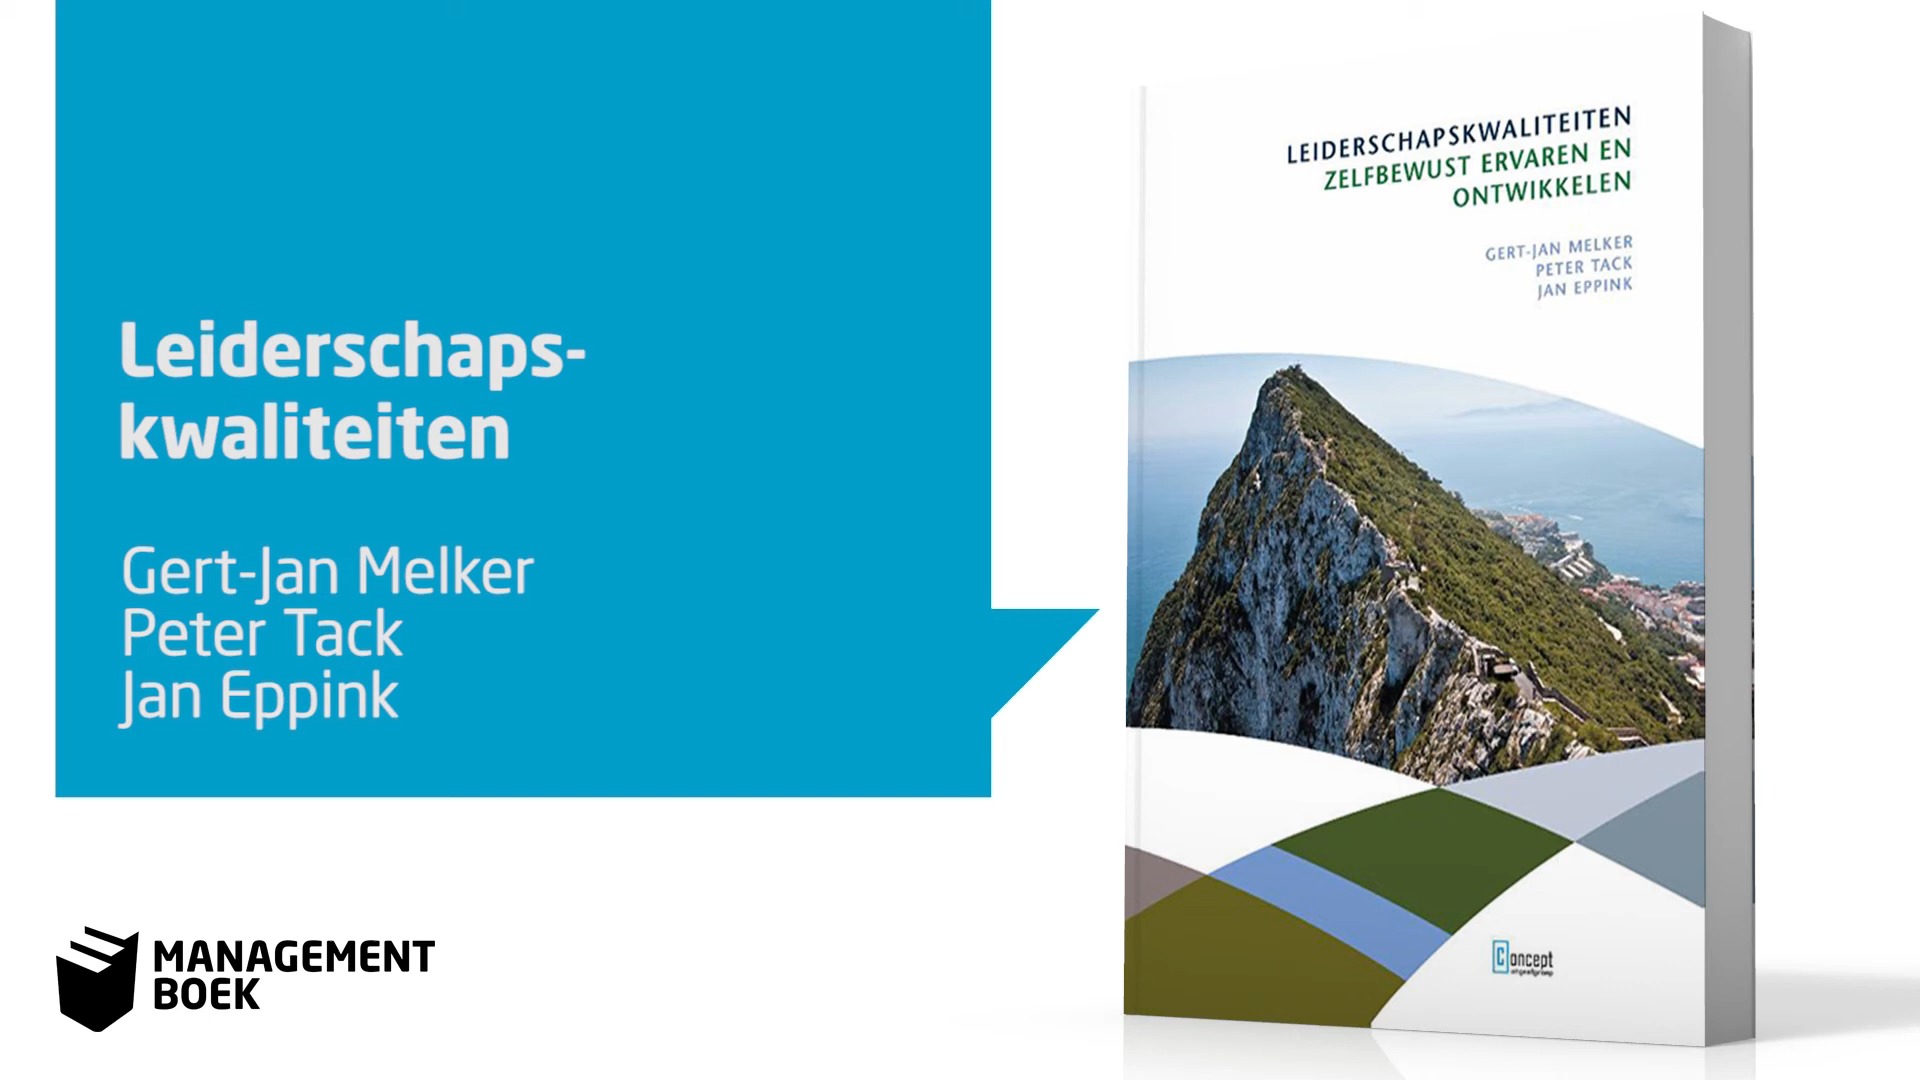 Leiderschaps-
kwaliteiten
Gert-Jan Melker
Peter Tack
Jan Eppink
MANAGEMENT
BOEK
LEIDERSCHAPSKWALITEITEN
ZELFBEWUST ERVAREN EN
ONTWIKKELEN
GERT-JAN MELKER
PETER TACK
JAN EPPINK
Concept
uitgeefgroep